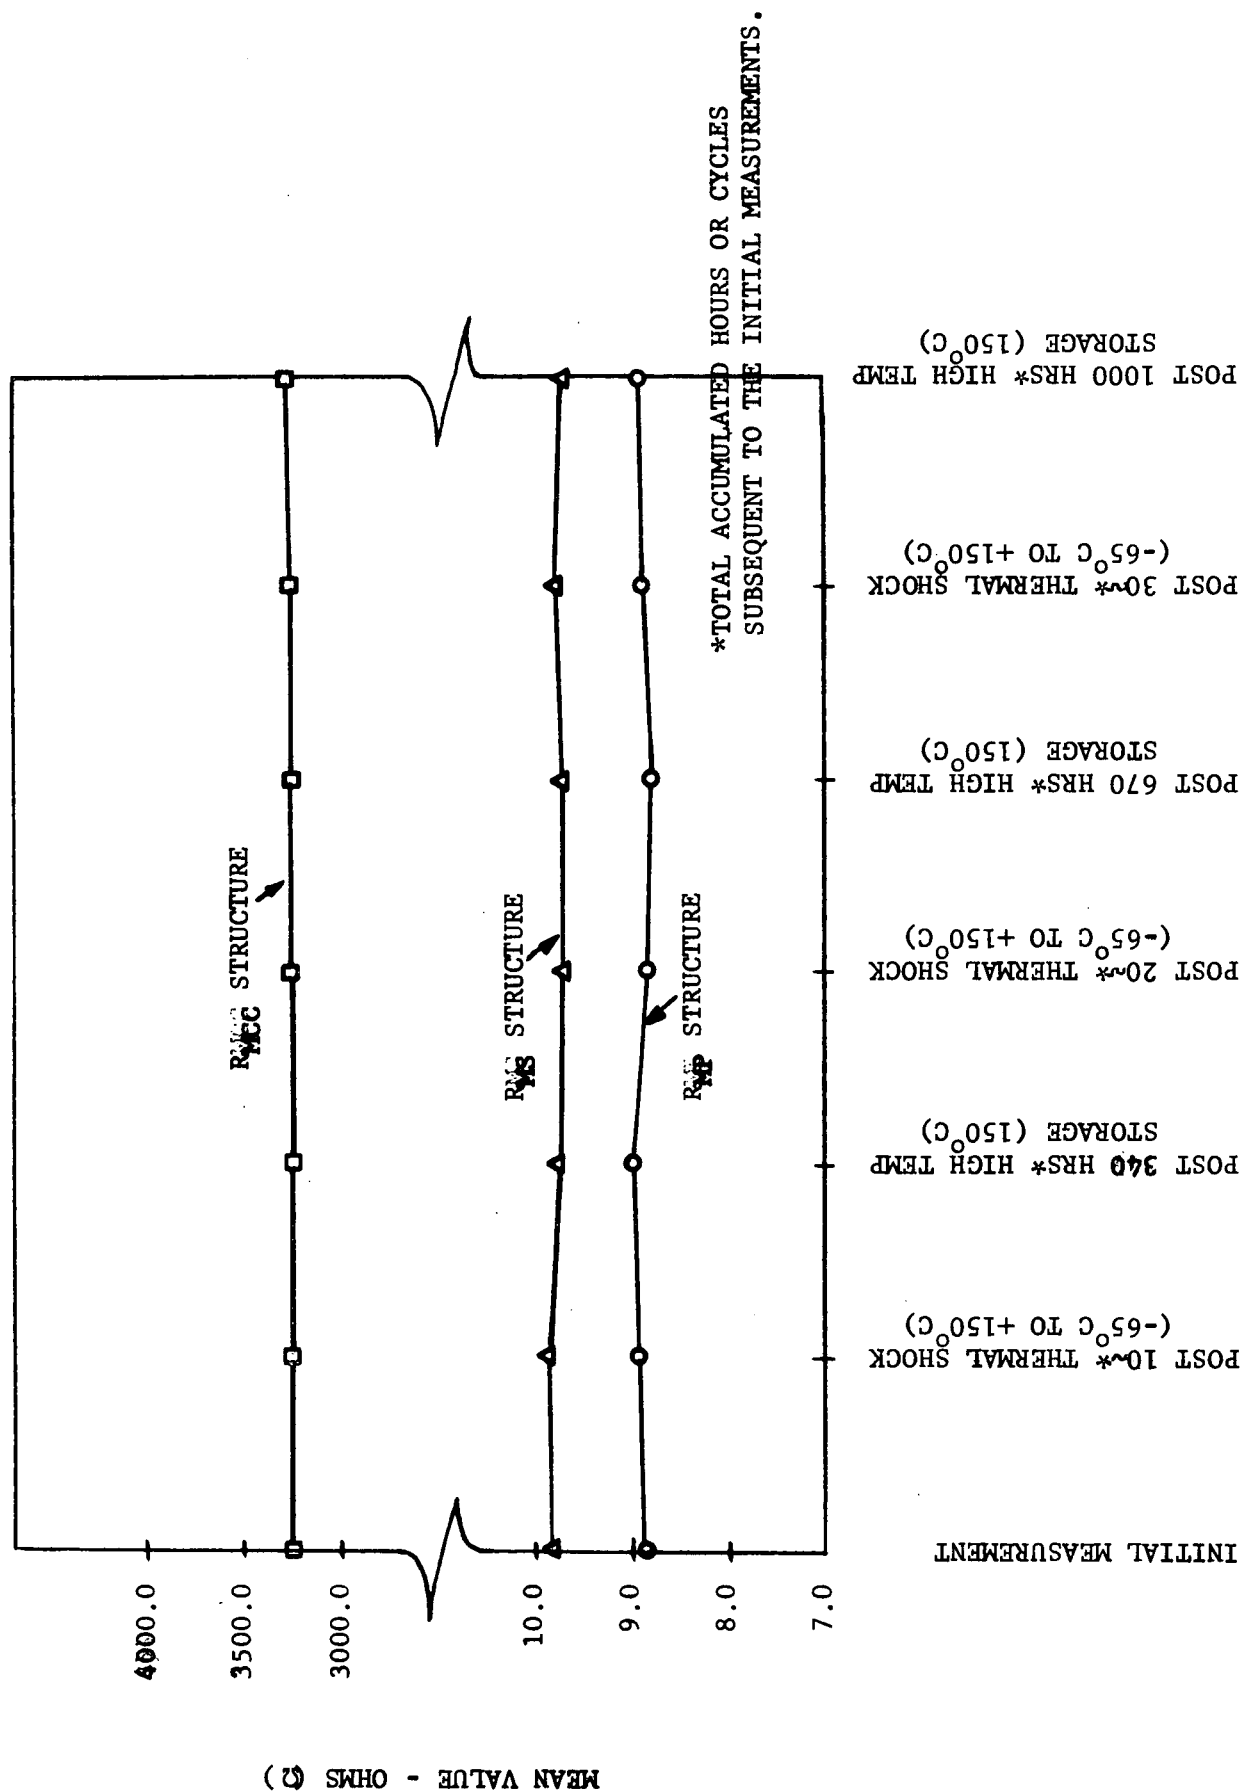 MEAN VALUE - OHMS (Ω)
4000.0
3500.0
3000.0
10.0
9.0
8.0
7.0
RMCC STRUCTURE
RMS STRUCTURE
RMP STRUCTURE
*TOTAL ACCUMULATED HOURS OR CYCLES
SUBSEQUENT TO THE INITIAL MEASUREMENTS.
INITIAL MEASUREMENT
POST 10~* THERMAL SHOCK
(-65°C TO +150°C)
POST 340 HRS* HIGH TEMP
STORAGE (150°C)
POST 20~* THERMAL SHOCK
(-65°C TO +150°C)
POST 670 HRS* HIGH TEMP
STORAGE (150°C)
POST 30~* THERMAL SHOCK
(-65°C TO +150°C)
POST 1000 HRS* HIGH TEMP
STORAGE (150°C)